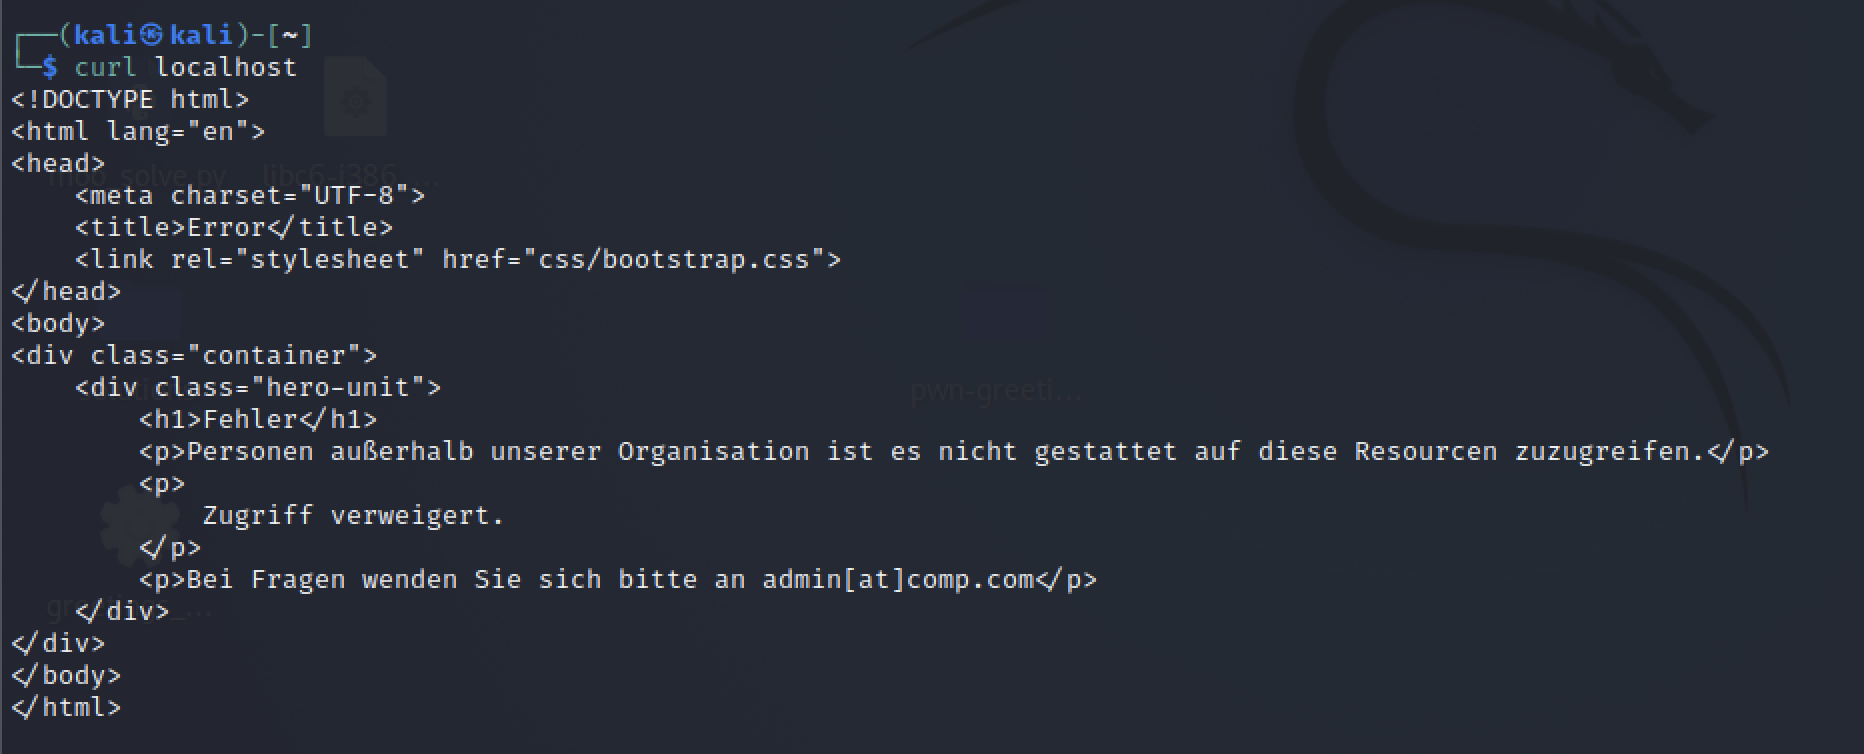 ┌──(kali㉿kali)-[~]
└─$ curl localhost
<!DOCTYPE html>
<html lang="en">
<head>
    <meta charset="UTF-8">
    <title>Error</title>
    <link rel="stylesheet" href="css/bootstrap.css">
</head>
<body>
<div class="container">
    <div class="hero-unit">
        <h1>Fehler</h1>
        <p>Personen außerhalb unserer Organisation ist es nicht gestattet auf diese Resourcen zuzugreifen.</p>
        <p>
            Zugriff verweigert.
        </p>
        <p>Bei Fragen wenden Sie sich bitte an admin[at]comp.com</p>
    </div>
</div>
</body>
</html>
pwn-greeti...